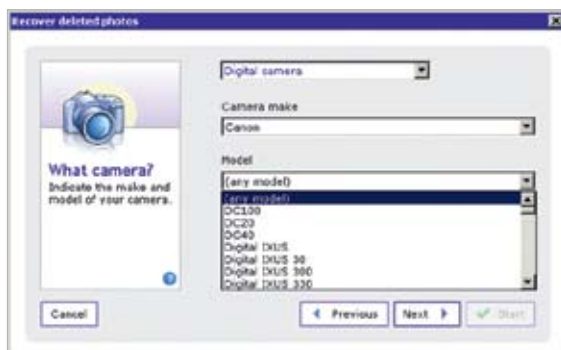 Recover deleted photos
Digital camera
Camera make
Canon
Model
(any model)
(any model)
DC100
DC20
DC40
Digital IXUS
Digital IXUS 30
Digital IXUS 300
Digital IXUS 330
What camera?
Indicate the make and
model of your camera.
?
Cancel
Previous
Next
Start